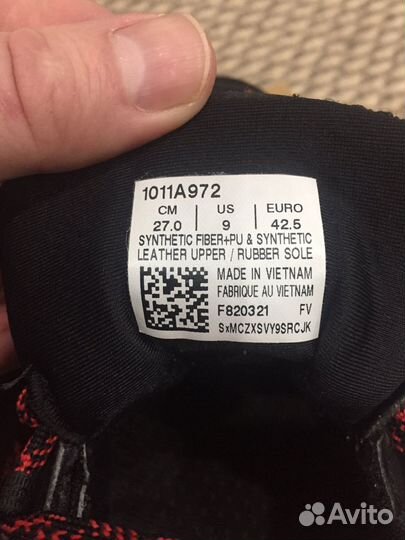 1011A972
CM US EURO
27.0 9 42.5
SYNTHETIC FIBER+PU & SYNTHETIC
LEATHER UPPER / RUBBER SOLE
MADE IN VIETNAM
FABRIQUE AU VIETNAM
F820321 FV
SxMCZXSVY9SRCJK
Avito